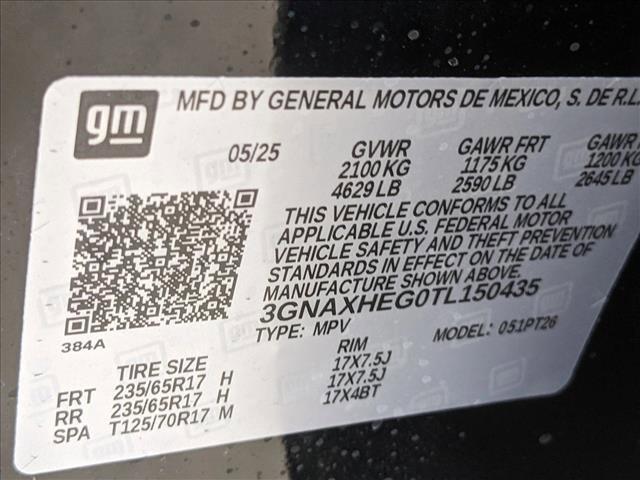 gm
MFD BY GENERAL MOTORS DE MEXICO, S. DE R.L.
05/25 GVWR GAWR FRT GAWR
2100 KG 1175 KG 1200 KG
4629 LB 2590 LB 2645 LB
THIS VEHICLE CONFORMS TO ALL
APPLICABLE U.S. FEDERAL MOTOR
VEHICLE SAFETY AND THEFT PREVENTION
STANDARDS IN EFFECT ON THE DATE OF
MANUFACTURE SHOWN ABOVE.
3GNAXHEG0TL150435
TYPE: MPV MODEL: 051PT26
384A
TIRE SIZE RIM
FRT 235/65R17 H 17X7.5J
RR 235/65R17 H 17X7.5J
SPA T125/70R17 M 17X4BT